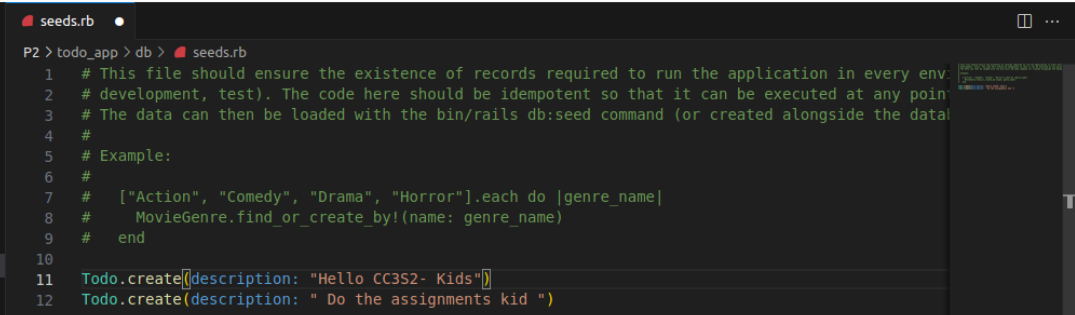 seeds.rb ●
P2 > todo_app > db > seeds.rb
1 # This file should ensure the existence of records required to run the application in every envi
2 # development, test). The code here should be idempotent so that it can be executed at any point
3 # The data can then be loaded with the bin/rails db:seed command (or created alongside the datab
4 #
5 # Example:
6 #
7 #   ["Action", "Comedy", "Drama", "Horror"].each do |genre_name|
8 #     MovieGenre.find_or_create_by!(name: genre_name)
9 #   end
10
11 Todo.create(description: "Hello CC3S2- Kids")
12 Todo.create(description: " Do the assignments kid ")